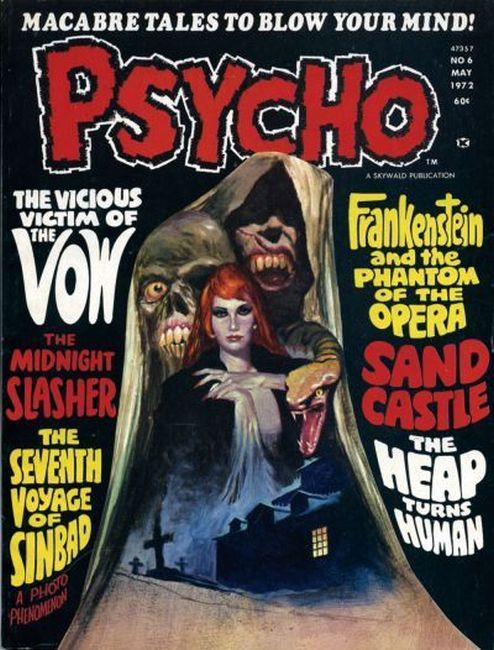 MACABRE TALES TO BLOW YOUR MIND!
PSYCHO
TM
47357
NO 6
MAY
1972
60¢
A SKYWALD PUBLICATION
THE VICIOUS
VICTIM OF
THE
VOW
THE
MIDNIGHT
SLASHER
THE
SEVENTH
VOYAGE
OF
SINBAD
A PHOTO
PHENOMENON
Frankenstein
and the
PHANTOM
OF THE
OPERA
SAND
CASTLE
THE
HEAP
TURNS
HUMAN